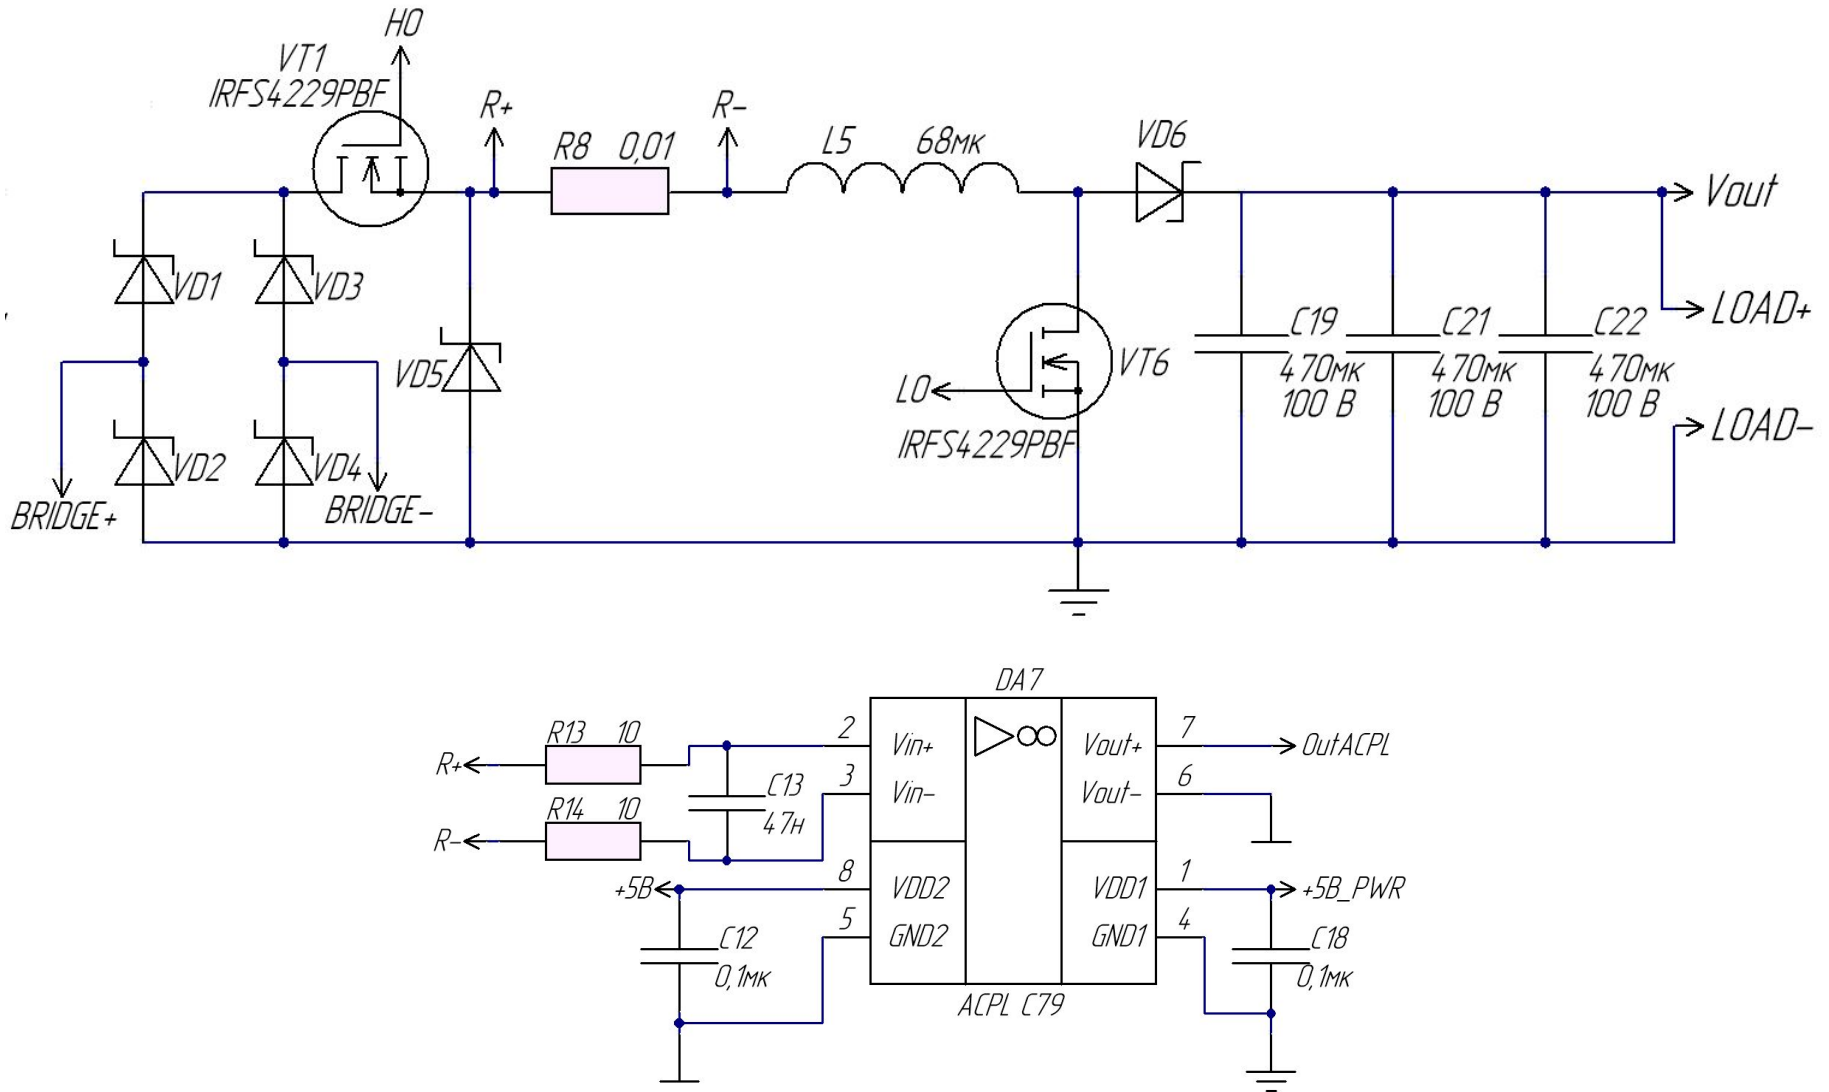 HO
VT1
IRFS4229PBF
R+
R-
R8 0,01
L5 68мк
VD6
Vout
VD1
VD3
VD5
LO
VT6
IRFS4229PBF
C19
470мк
100 В
C21
470мк
100 В
C22
470мк
100 В
LOAD+
LOAD-
VD2
VD4
BRIDGE+
BRIDGE-
DA7
R13 10
R+
R14 10
R-
C13
47н
2
3
8
5
Vin+
Vin-
VDD2
GND2
Vout+
Vout-
VDD1
GND1
7
6
1
4
OutACPL
+5В
+5В_PWR
C12
0,1мк
C18
0,1мк
ACPL C79